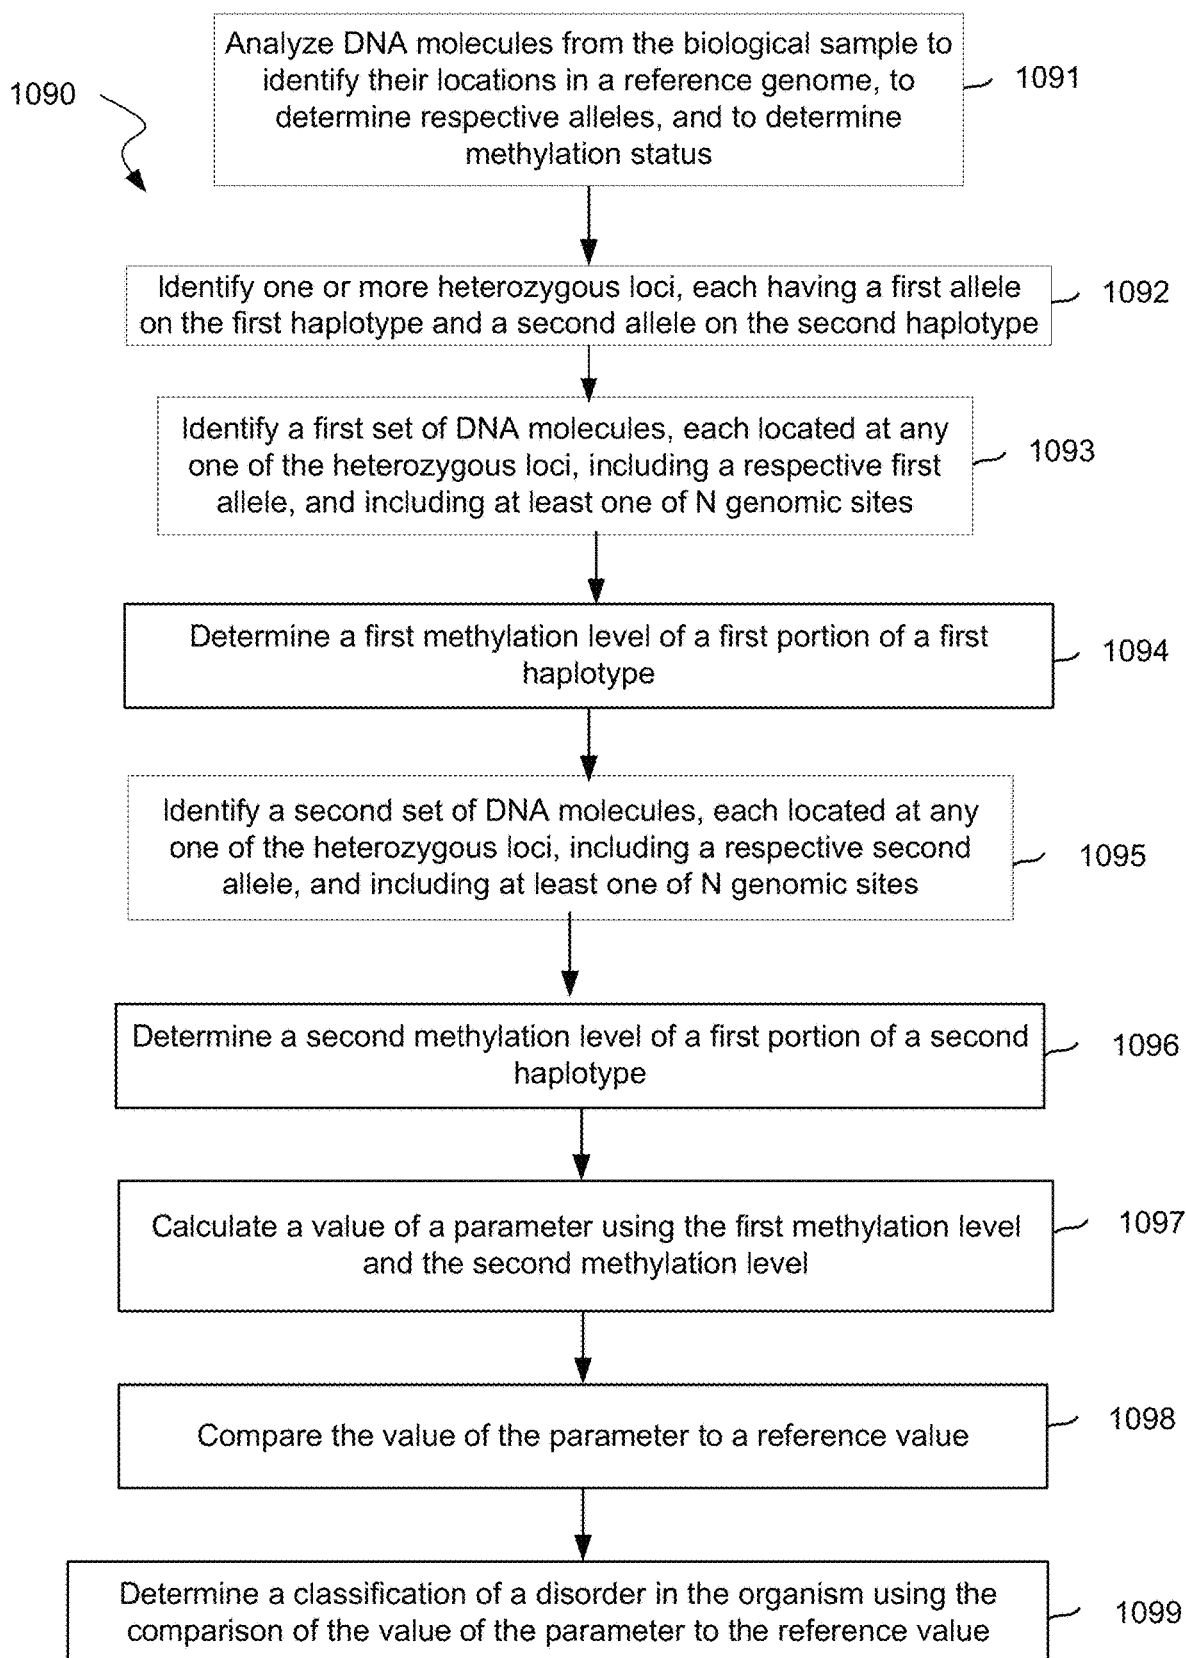 1090
Analyze DNA molecules from the biological sample to
identify their locations in a reference genome, to
determine respective alleles, and to determine
methylation status
1091
Identify one or more heterozygous loci, each having a first allele
on the first haplotype and a second allele on the second haplotype
1092
Identify a first set of DNA molecules, each located at any
one of the heterozygous loci, including a respective first
allele, and including at least one of N genomic sites
1093
Determine a first methylation level of a first portion of a first
haplotype
1094
Identify a second set of DNA molecules, each located at any
one of the heterozygous loci, including a respective second
allele, and including at least one of N genomic sites
1095
Determine a second methylation level of a first portion of a second
haplotype
1096
Calculate a value of a parameter using the first methylation level
and the second methylation level
1097
Compare the value of the parameter to a reference value
1098
Determine a classification of a disorder in the organism using the
comparison of the value of the parameter to the reference value
1099